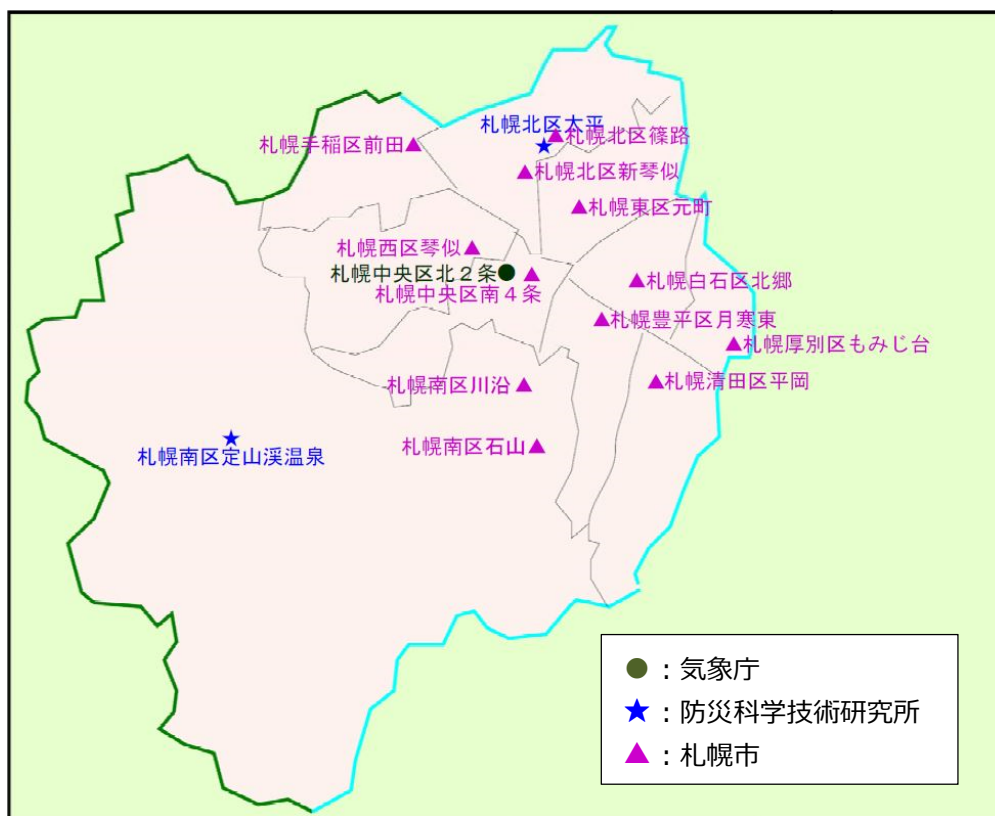 札幌北区太平
札幌北区篠路
札幌手稲区前田
札幌北区新琴似
札幌東区元町
札幌西区琴似
札幌中央区北２条
札幌白石区北郷
札幌中央区南４条
札幌豊平区月寒東
札幌厚別区もみじ台
札幌南区川沿
札幌清田区平岡
札幌南区石山
札幌南区定山渓温泉
●：気象庁
★：防災科学技術研究所
▲：札幌市